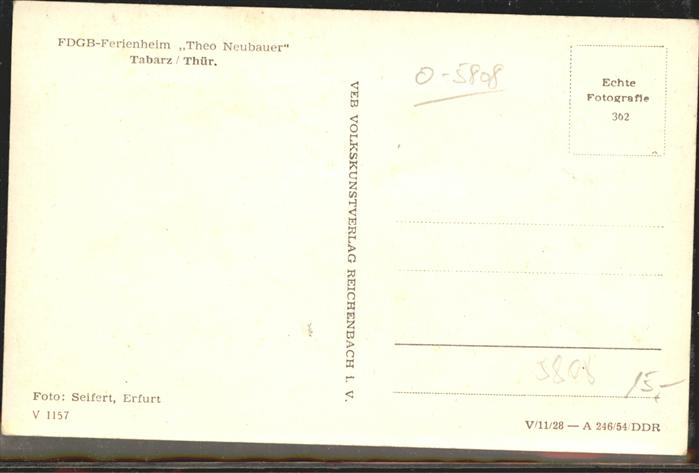 FDGB-Ferienheim „Theo Neubauer"
Tabarz / Thür.
O-5808
Echte
Fotografie
362
VEB VOLKSKUNSTVERLAG REICHENBACH i. V.
5808
15,-
Foto: Seifert, Erfurt
V 1157
V/11/28 — A 246/54/DDR